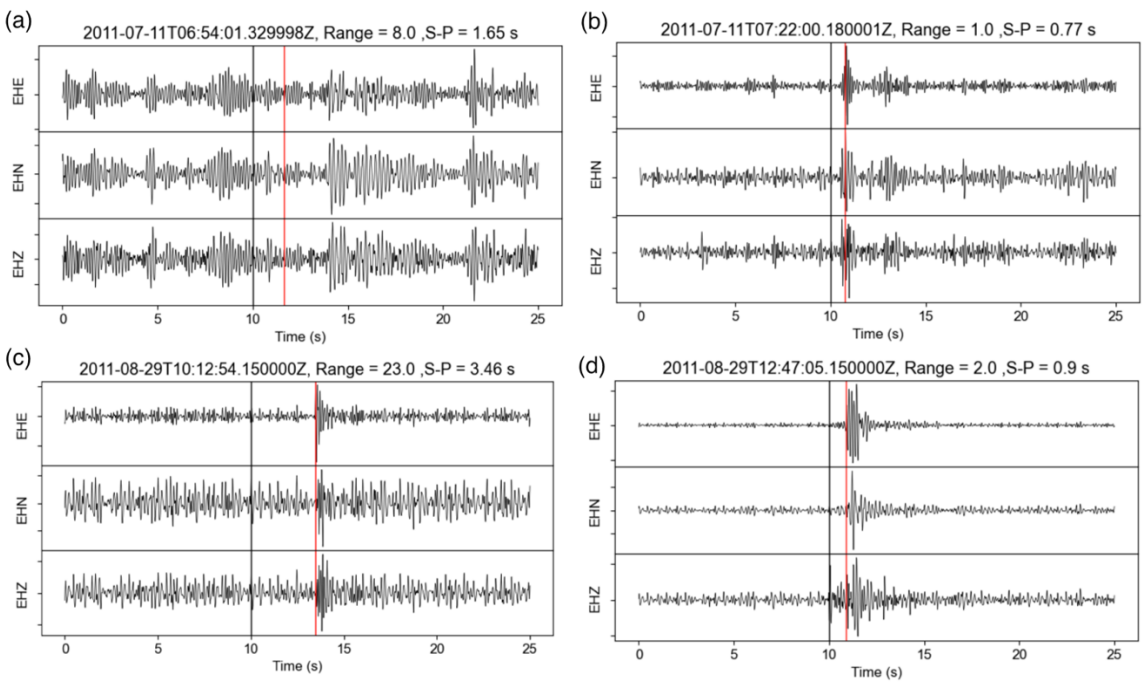 (a)
2011-07-11T06:54:01.329998Z, Range = 8.0 ,S-P = 1.65 s
EHE
EHN
EHZ
0 5 10 15 20 25
Time (s)
(b)
2011-07-11T07:22:00.180001Z, Range = 1.0 ,S-P = 0.77 s
EHE
EHN
EHZ
0 5 10 15 20 25
Time (s)
(c)
2011-08-29T10:12:54.150000Z, Range = 23.0 ,S-P = 3.46 s
EHE
EHN
EHZ
0 5 10 15 20 25
Time (s)
(d)
2011-08-29T12:47:05.150000Z, Range = 2.0 ,S-P = 0.9 s
EHE
EHN
EHZ
0 5 10 15 20 25
Time (s)